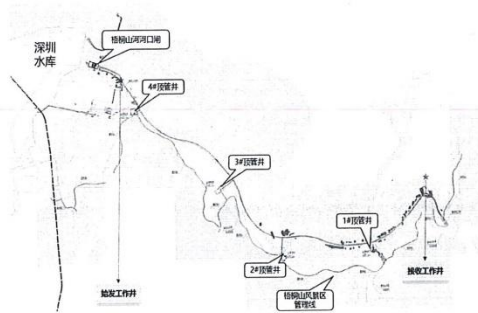 梧桐山河河口闸
深圳
水库
4#顶管井
3#顶管井
1#顶管井
2#顶管井
始发工作井
接收工作井
梧桐山风景区
管理线